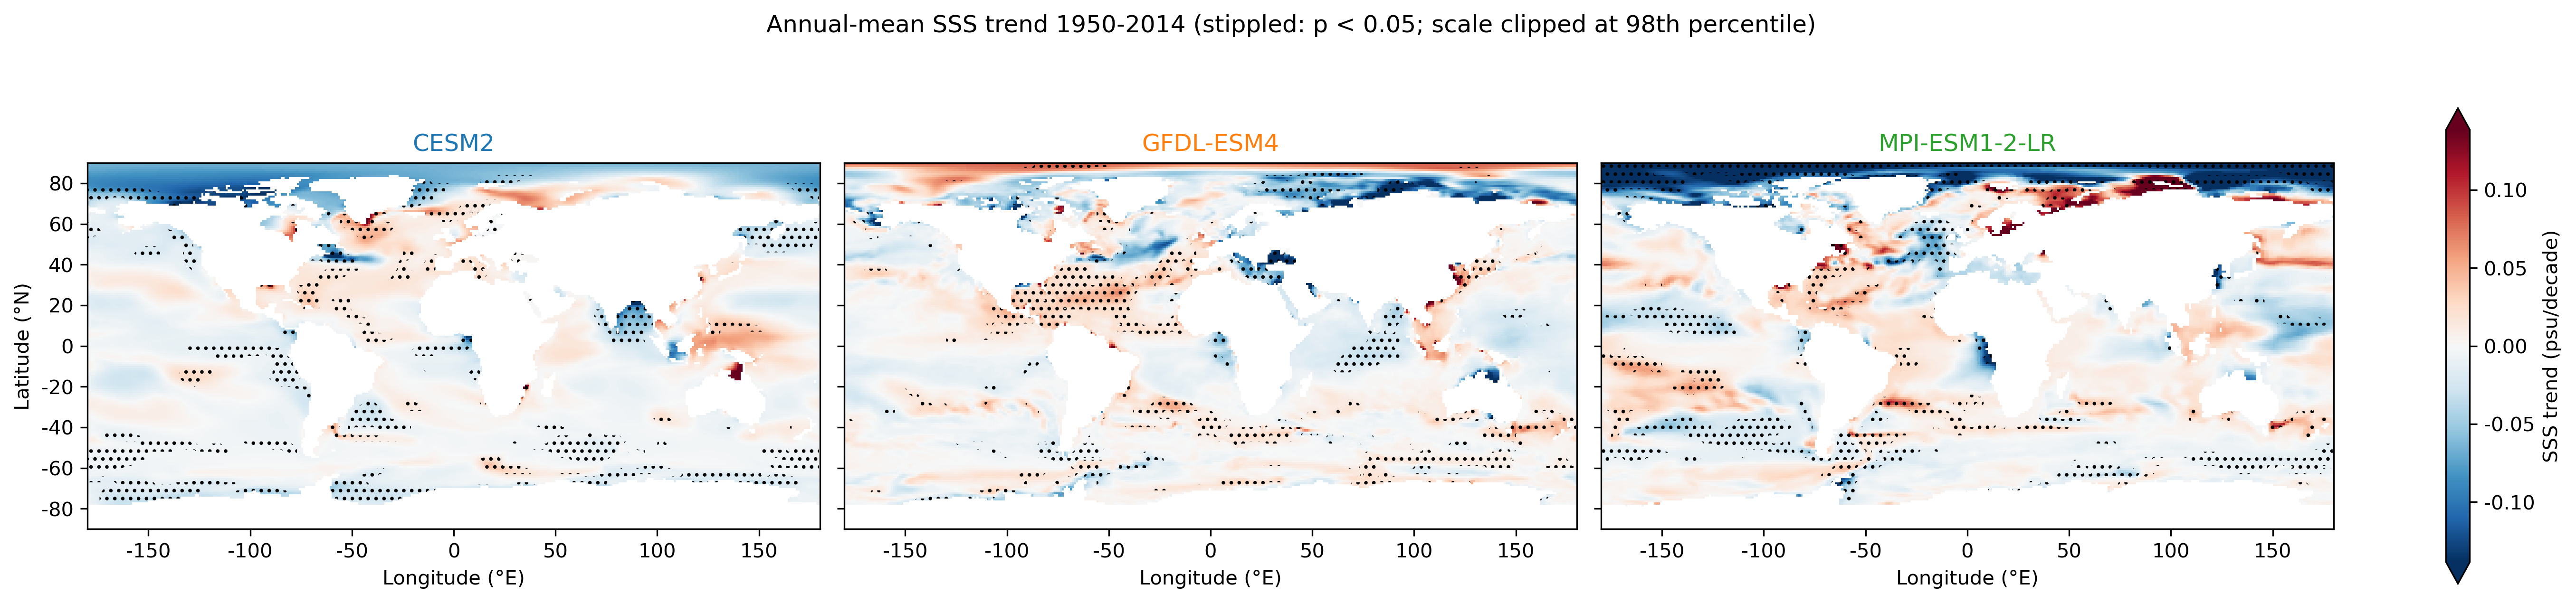 Annual-mean SSS trend 1950-2014 (stippled: p < 0.05; scale clipped at 98th percentile)
CESM2
GFDL-ESM4
MPI-ESM1-2-LR
Latitude (°N)
80
60
40
20
0
-20
-40
-60
-80
-150 -100 -50 0 50 100 150
-150 -100 -50 0 50 100 150
-150 -100 -50 0 50 100 150
Longitude (°E)
Longitude (°E)
Longitude (°E)
0.10
0.05
0.00
-0.05
-0.10
SSS trend (psu/decade)